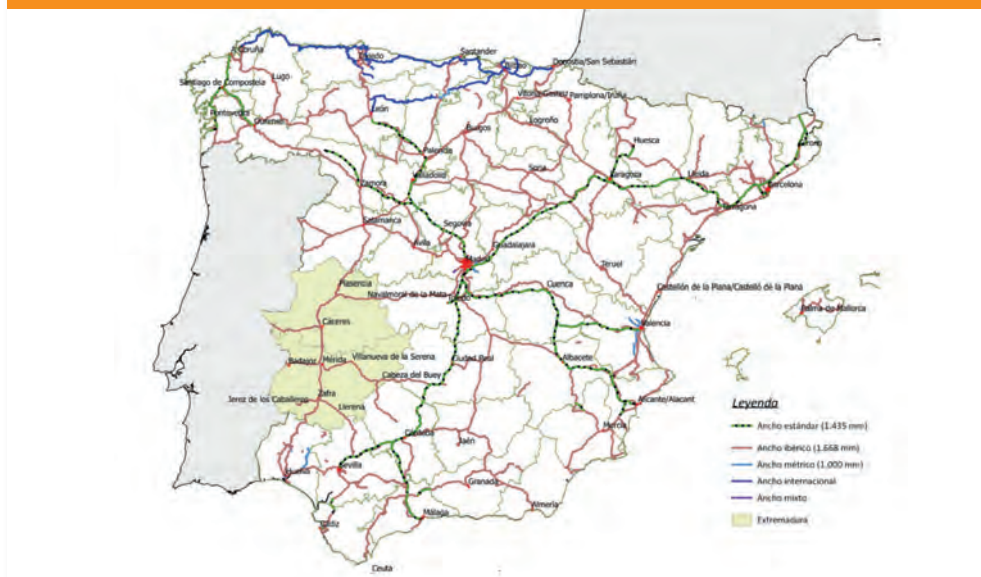 Coruña
Oviedo
Santander
Donostia/San Sebastián
Santiago de Compostela
Lugo
Vitoria-Gasteiz
Pamplona/Iruña
Pontevedra
Ourense
León
Burgos
Logroño
Huesca
Girona
Palencia
Lleida
Barcelona
Zamora
Valladolid
Soria
Zaragoza
Tarragona
Salamanca
Segovia
Ávila
Guadalajara
Madrid
Teruel
Plasencia
Navalmoral de la Mata
Toledo
Cuenca
Castellón de la Plana/Castelló de la Plana
Palma de Mallorca
Cáceres
Valencia
Badajoz
Mérida
Villanueva de la Serena
Ciudad Real
Albacete
Cabeza del Buey
Zafra
Jerez de los Caballeros
Llerena
Alicante/Alacant
Murcia
Córdoba
Jaén
Huelva
Sevilla
Granada
Almería
Málaga
Cádiz
Ceuta
Leyenda
Ancho estándar (1.435 mm)
Ancho ibérico (1.668 mm)
Ancho métrico (1.000 mm)
Ancho internacional
Ancho mixto
Extremadura